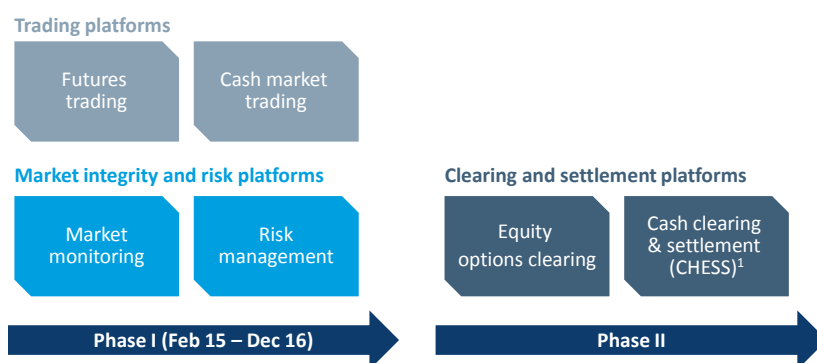 Trading platforms
Futures
trading
Cash market
trading
Market integrity and risk platforms
Market
monitoring
Risk
management
Clearing and settlement platforms
Equity
options clearing
Cash clearing
& settlement
(CHESS)¹
Phase I (Feb 15 – Dec 16)
Phase II